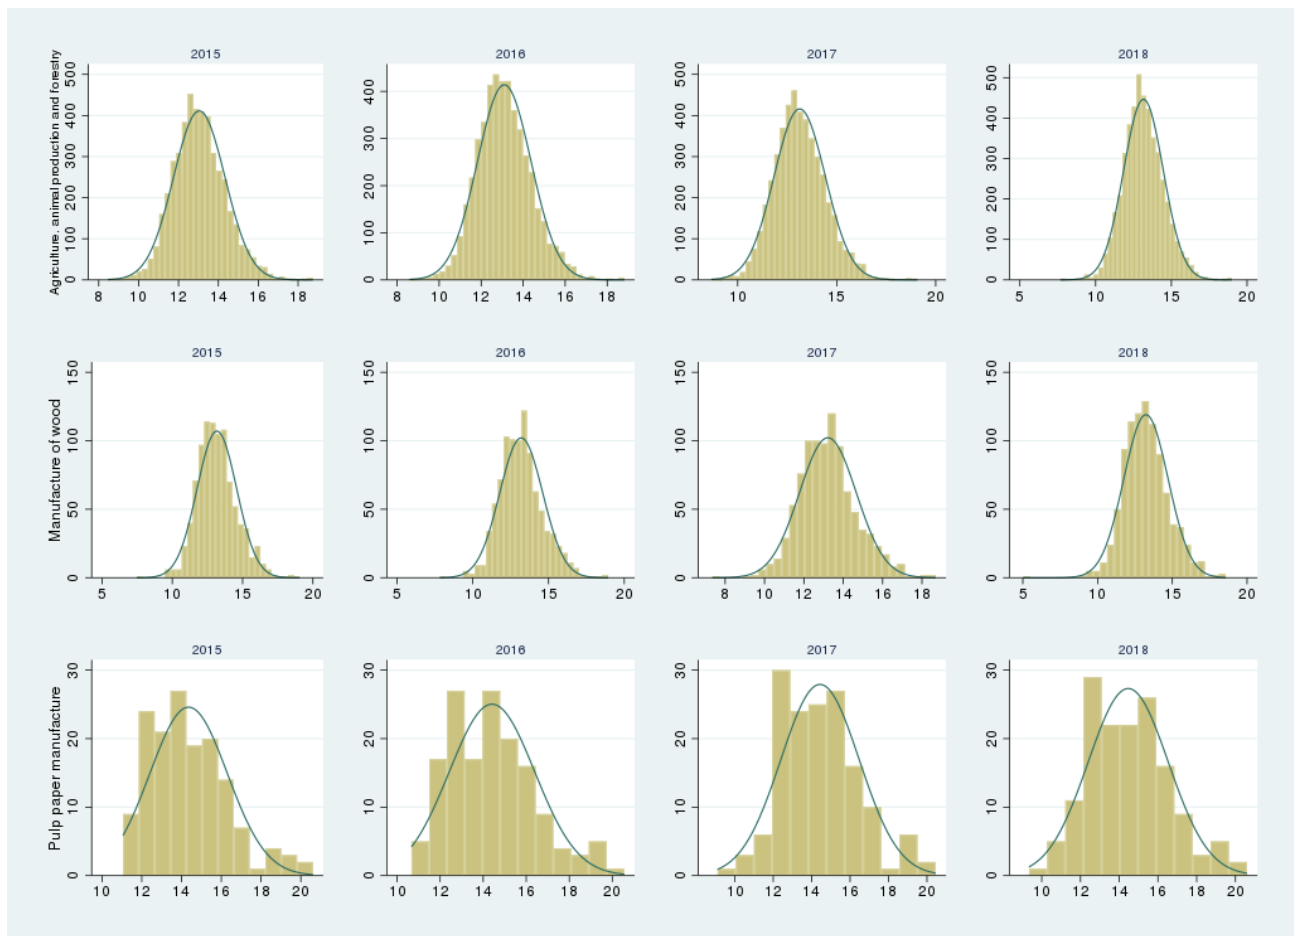 2015
2016
2017
2018
Agriculture, animal production and forestry
0 100 200 300 400 500
8 10 12 14 16 18
0 100 200 300 400
8 10 12 14 16 18
0 100 200 300 400 500
10 15 20
0 100 200 300 400 500
5 10 15 20
2015
2016
2017
2018
Manufacture of wood
0 50 100 150
5 10 15 20
0 50 100 150
5 10 15 20
0 50 100 150
8 10 12 14 16 18
0 50 100 150
5 10 15 20
2015
2016
2017
2018
Pulp paper manufacture
0 10 20 30
10 12 14 16 18 20
0 10 20 30
10 12 14 16 18 20
0 10 20 30
10 12 14 16 18 20
0 10 20 30
10 12 14 16 18 20